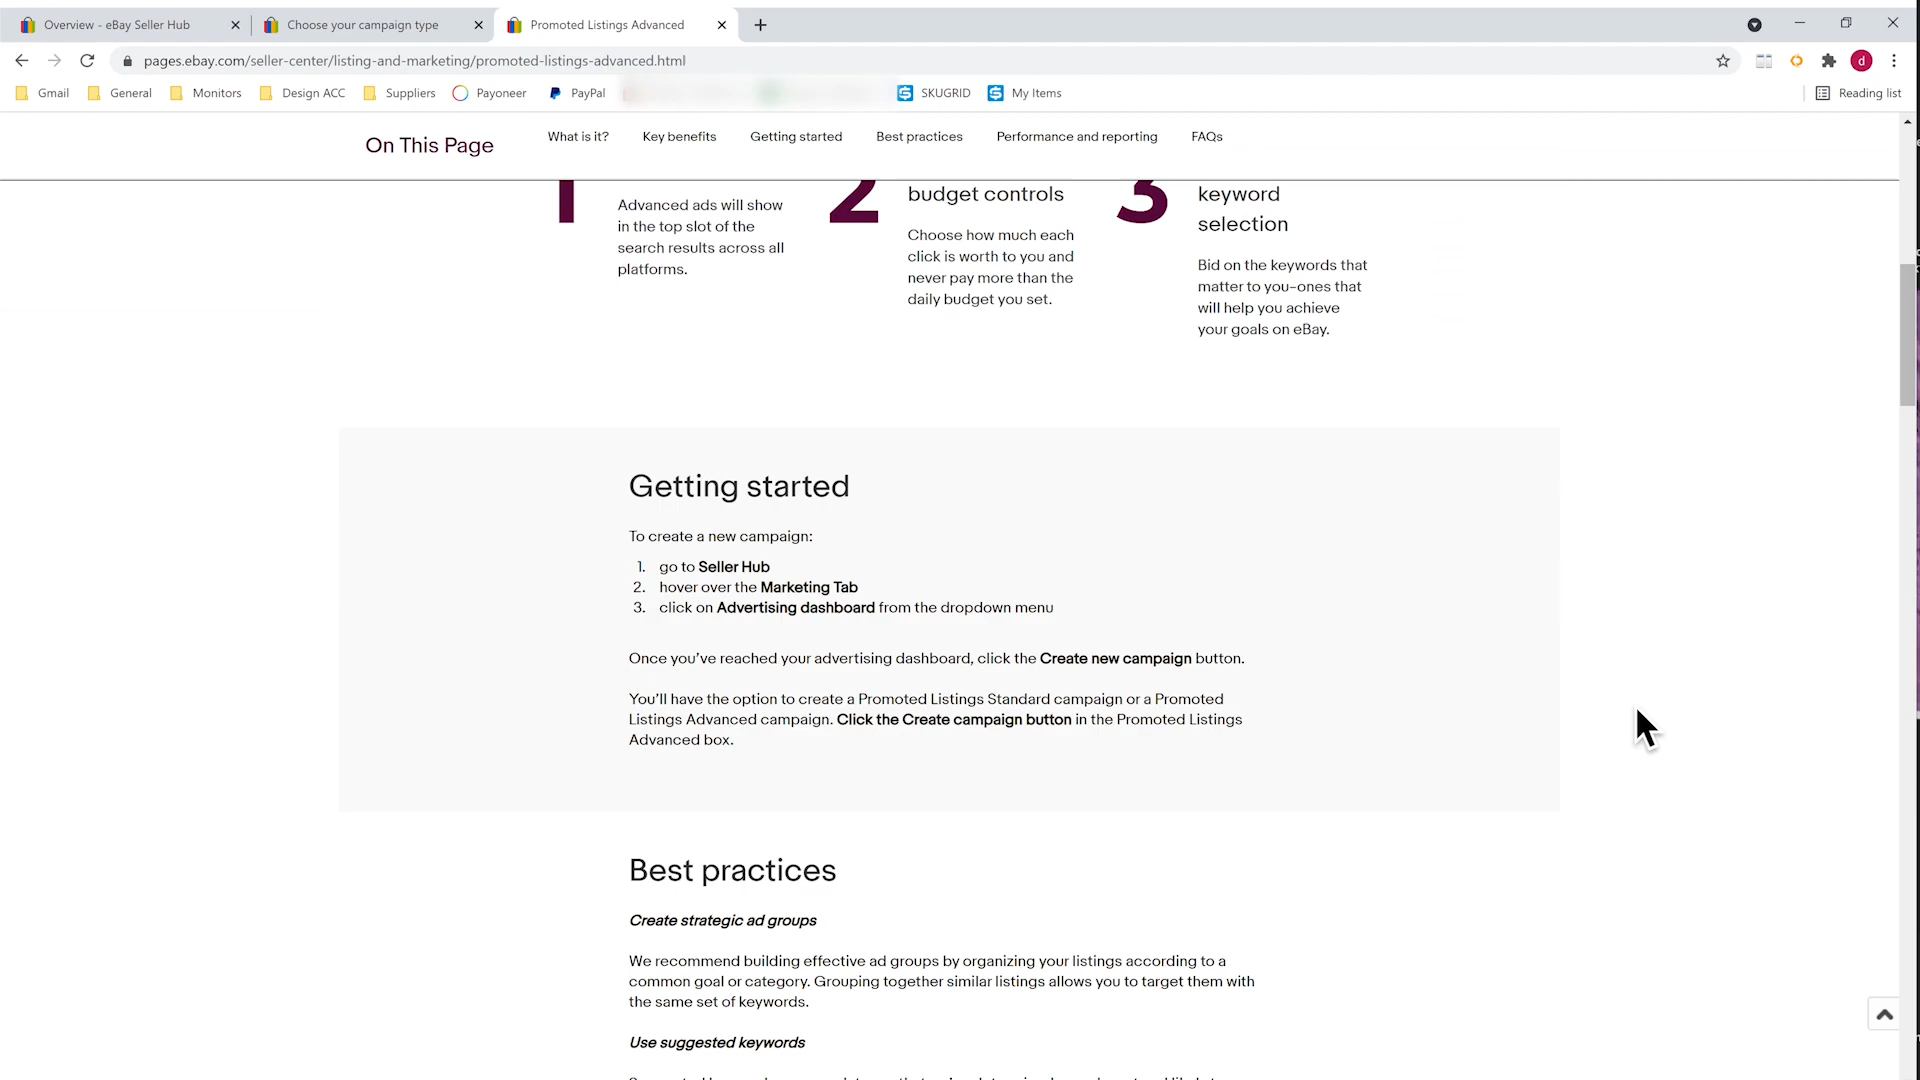 Overview - eBay Seller Hub
Choose your campaign type
Promoted Listings Advanced
pages.ebay.com/seller-center/listing-and-marketing/promoted-listings-advanced.html
d
Gmail
General
Monitors
Design ACC
Suppliers
Payoneer
PayPal
SKUGRID
My Items
Reading list
On This Page
What is it?
Key benefits
Getting started
Best practices
Performance and reporting
FAQs
1
Advanced ads will show
in the top slot of the
search results across all
platforms.
2
budget controls
Choose how much each
click is worth to you and
never pay more than the
daily budget you set.
3
keyword
selection
Bid on the keywords that
matter to you–ones that
will help you achieve
your goals on eBay.
Getting started
To create a new campaign:
1. go to Seller Hub
2. hover over the Marketing Tab
3. click on Advertising dashboard from the dropdown menu
Once you’ve reached your advertising dashboard, click the Create new campaign button.
You’ll have the option to create a Promoted Listings Standard campaign or a Promoted
Listings Advanced campaign. Click the Create campaign button in the Promoted Listings
Advanced box.
Best practices
Create strategic ad groups
We recommend building effective ad groups by organizing your listings according to a
common goal or category. Grouping together similar listings allows you to target them with
the same set of keywords.
Use suggested keywords